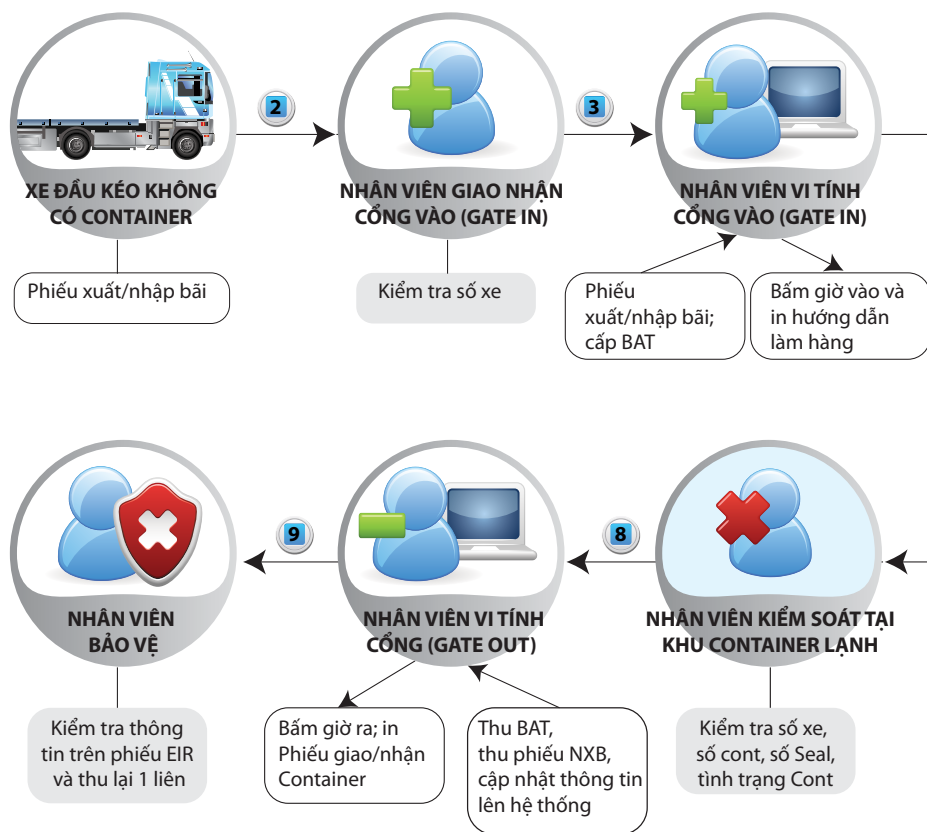 2
3
XE ĐẦU KÉO KHÔNG
CÓ CONTAINER
NHÂN VIÊN GIAO NHẬN
CỔNG VÀO (GATE IN)
NHÂN VIÊN VI TÍNH
CỔNG VÀO (GATE IN)
Phiếu xuất/nhập bãi
Kiểm tra số xe
Phiếu
xuất/nhập bãi;
cấp BAT
Bấm giờ vào và
in hướng dẫn
làm hàng
9
8
NHÂN VIÊN
BẢO VỆ
NHÂN VIÊN VI TÍNH
CỔNG (GATE OUT)
NHÂN VIÊN KIỂM SOÁT TẠI
KHU CONTAINER LẠNH
Kiểm tra thông
tin trên phiếu EIR
và thu lại 1 liên
Bấm giờ ra; in
Phiếu giao/nhận
Container
Thu BAT,
thu phiếu NXB,
cập nhật thông tin
lên hệ thống
Kiểm tra số xe,
số cont, số Seal,
tình trạng Cont